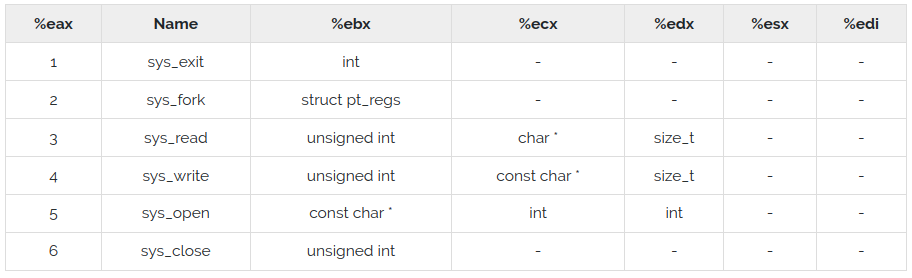 %eax Name %ebx %ecx %edx %esx %edi
1 sys_exit int - - - -
2 sys_fork struct pt_regs - - - -
3 sys_read unsigned int char * size_t - -
4 sys_write unsigned int const char * size_t - -
5 sys_open const char * int int - -
6 sys_close unsigned int - - - -